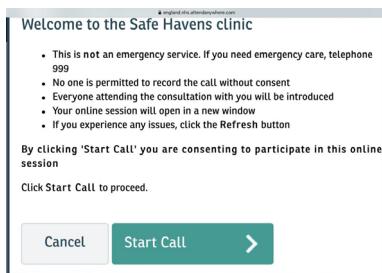 england.nhs.attendanywhere.com
Welcome to the Safe Havens clinic
• This is not an emergency service. If you need emergency care, telephone
999
• No one is permitted to record the call without consent
• Everyone attending the consultation with you will be introduced
• Your online session will open in a new window
• If you experience any issues, click the Refresh button
By clicking 'Start Call' you are consenting to participate in this online
session
Click Start Call to proceed.
Cancel Start Call